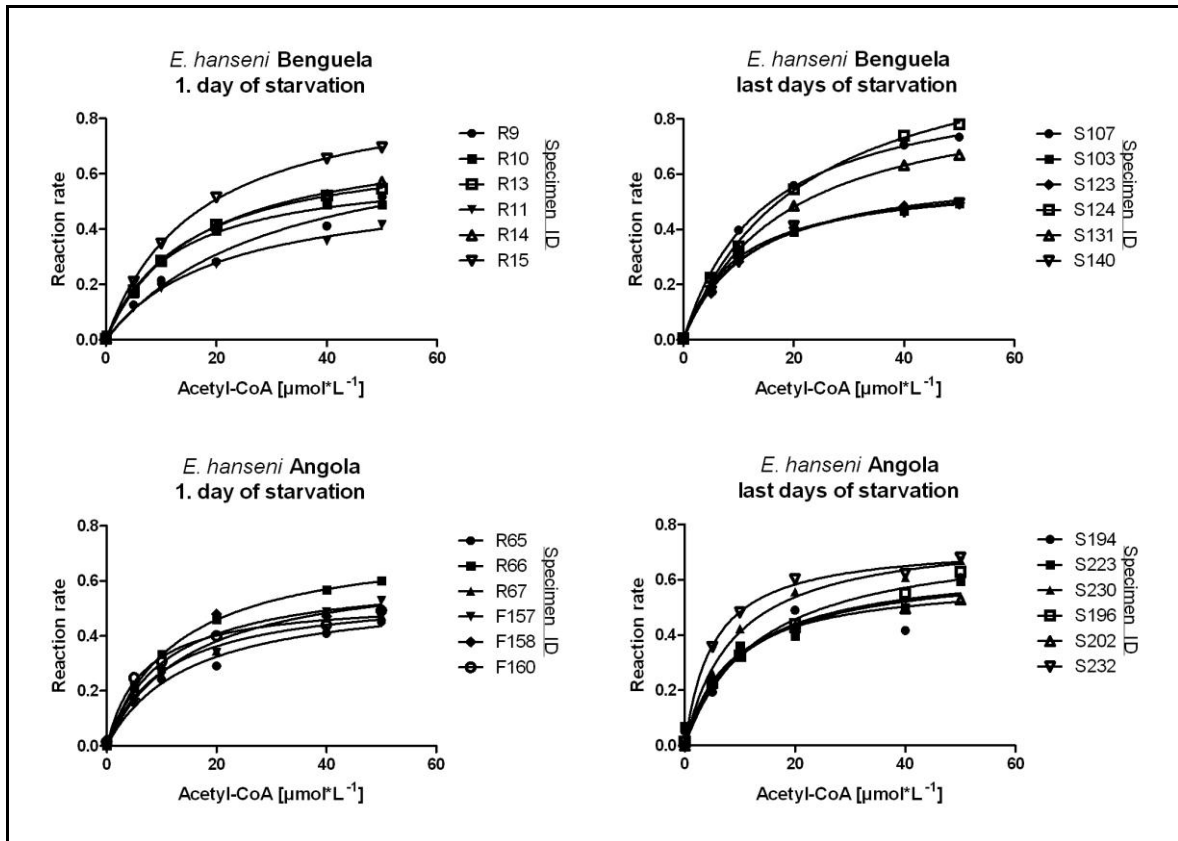 E. hanseni Benguela
1. day of starvation
0.8
0.6
0.4
0.2
0.0
Reaction rate
0
20
40
60
Acetyl-CoA [µmol*L⁻¹]
R9
R10
R13
R11
R14
R15
Specimen ID
E. hanseni Benguela
last days of starvation
0.8
0.6
0.4
0.2
0.0
Reaction rate
0
20
40
60
Acetyl-CoA [µmol*L⁻¹]
S107
S103
S123
S124
S131
S140
Specimen ID
E. hanseni Angola
1. day of starvation
0.8
0.6
0.4
0.2
0.0
Reaction rate
0
20
40
60
Acetyl-CoA [µmol*L⁻¹]
R65
R66
R67
F157
F158
F160
Specimen ID
E. hanseni Angola
last days of starvation
0.8
0.6
0.4
0.2
0.0
Reaction rate
0
20
40
60
Acetyl-CoA [µmol*L⁻¹]
S194
S223
S230
S196
S202
S232
Specimen ID